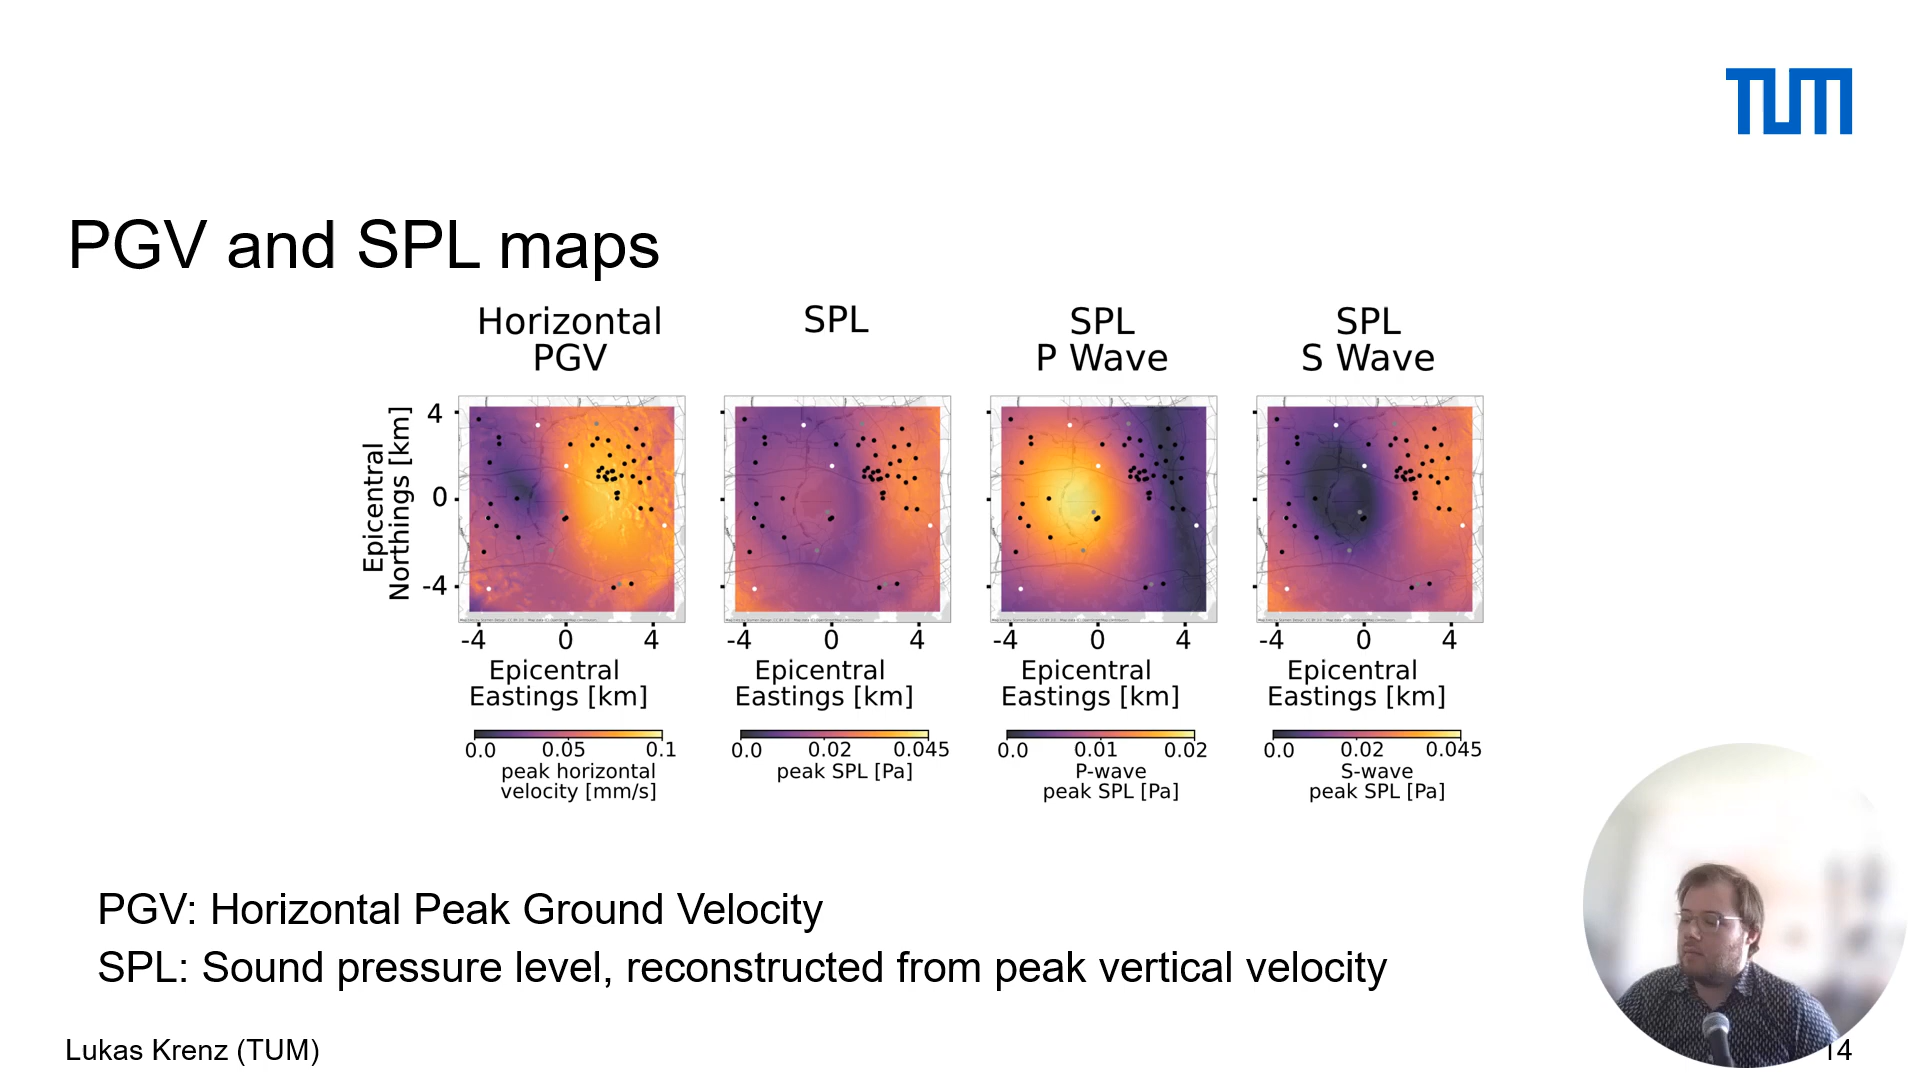 TUM
PGV and SPL maps
Horizontal
PGV
SPL
SPL
P Wave
SPL
S Wave
Epicentral
Northings [km]
4
0
-4
-4 0 4
-4 0 4
-4 0 4
-4 0 4
Epicentral
Eastings [km]
Epicentral
Eastings [km]
Epicentral
Eastings [km]
Epicentral
Eastings [km]
0.0 0.05 0.1
peak horizontal
velocity [mm/s]
0.0 0.02 0.045
peak SPL [Pa]
0.0 0.01 0.02
P-wave
peak SPL [Pa]
0.0 0.02 0.045
S-wave
peak SPL [Pa]
PGV: Horizontal Peak Ground Velocity
SPL: Sound pressure level, reconstructed from peak vertical velocity
Lukas Krenz (TUM)
14